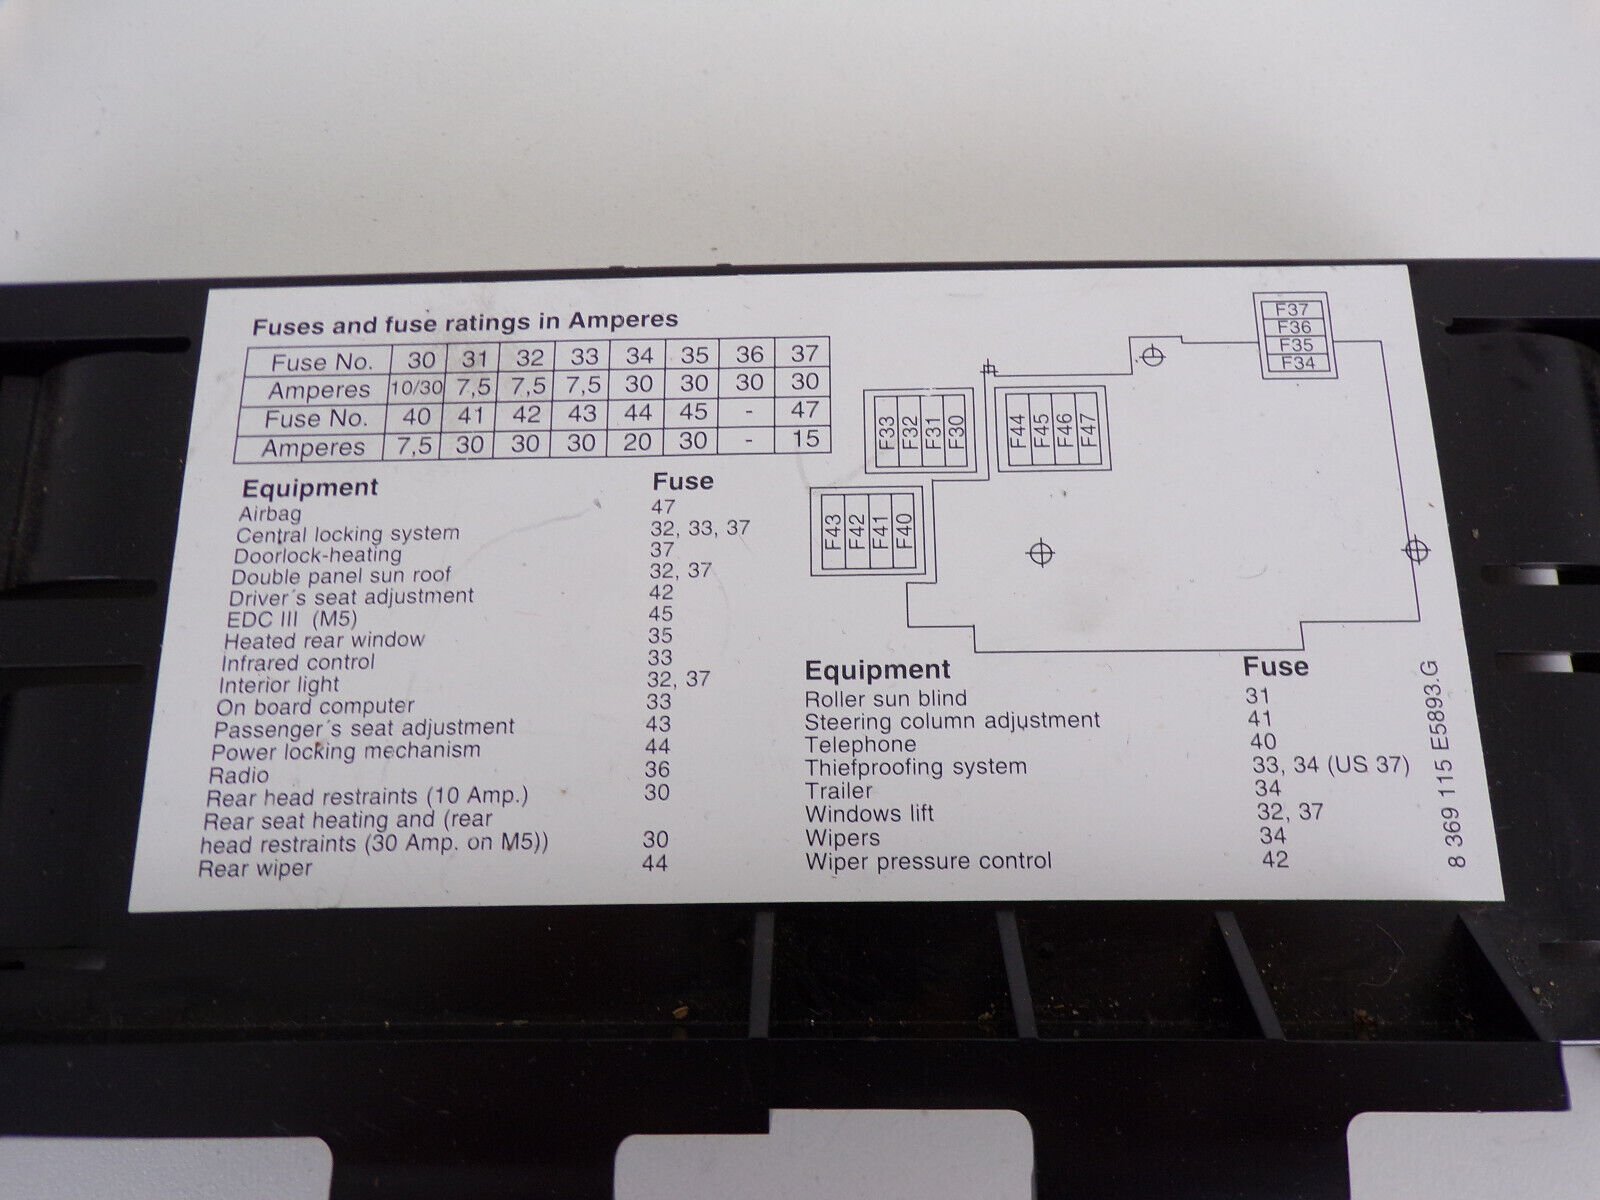 Fuses and fuse ratings in Amperes
Fuse No. 30 31 32 33 34 35 36 37
Amperes 10/30 7,5 7,5 7,5 30 30 30 30
Fuse No. 40 41 42 43 44 45 - 47
Amperes 7,5 30 30 30 20 30 - 15
Equipment Fuse
Airbag 47
Central locking system 32, 33, 37
Doorlock-heating 37
Double panel sun roof 32, 37
Driver´s seat adjustment 42
EDC III (M5) 45
Heated rear window 35
Infrared control 33
Interior light 32, 37
On board computer 33
Passenger´s seat adjustment 43
Power locking mechanism 44
Radio 36
Rear head restraints (10 Amp.) 30
Rear seat heating and (rear
head restraints (30 Amp. on M5)) 30
Rear wiper 44
F37
F36
F35
F34
F33 F32 F31 F30
F44 F45 F46 F47
F43 F42 F41 F40
Equipment Fuse
Roller sun blind 31
Steering column adjustment 41
Telephone 40
Thiefproofing system 33, 34 (US 37)
Trailer 34
Windows lift 32, 37
Wipers 34
Wiper pressure control 42
8 369 115 E5893.G